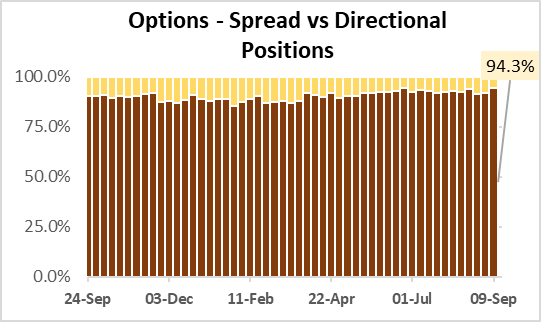 Options - Spread vs Directional
Positions
94.3%
100.0%
75.0%
50.0%
25.0%
0.0%
24-Sep 03-Dec 11-Feb 22-Apr 01-Jul 09-Sep